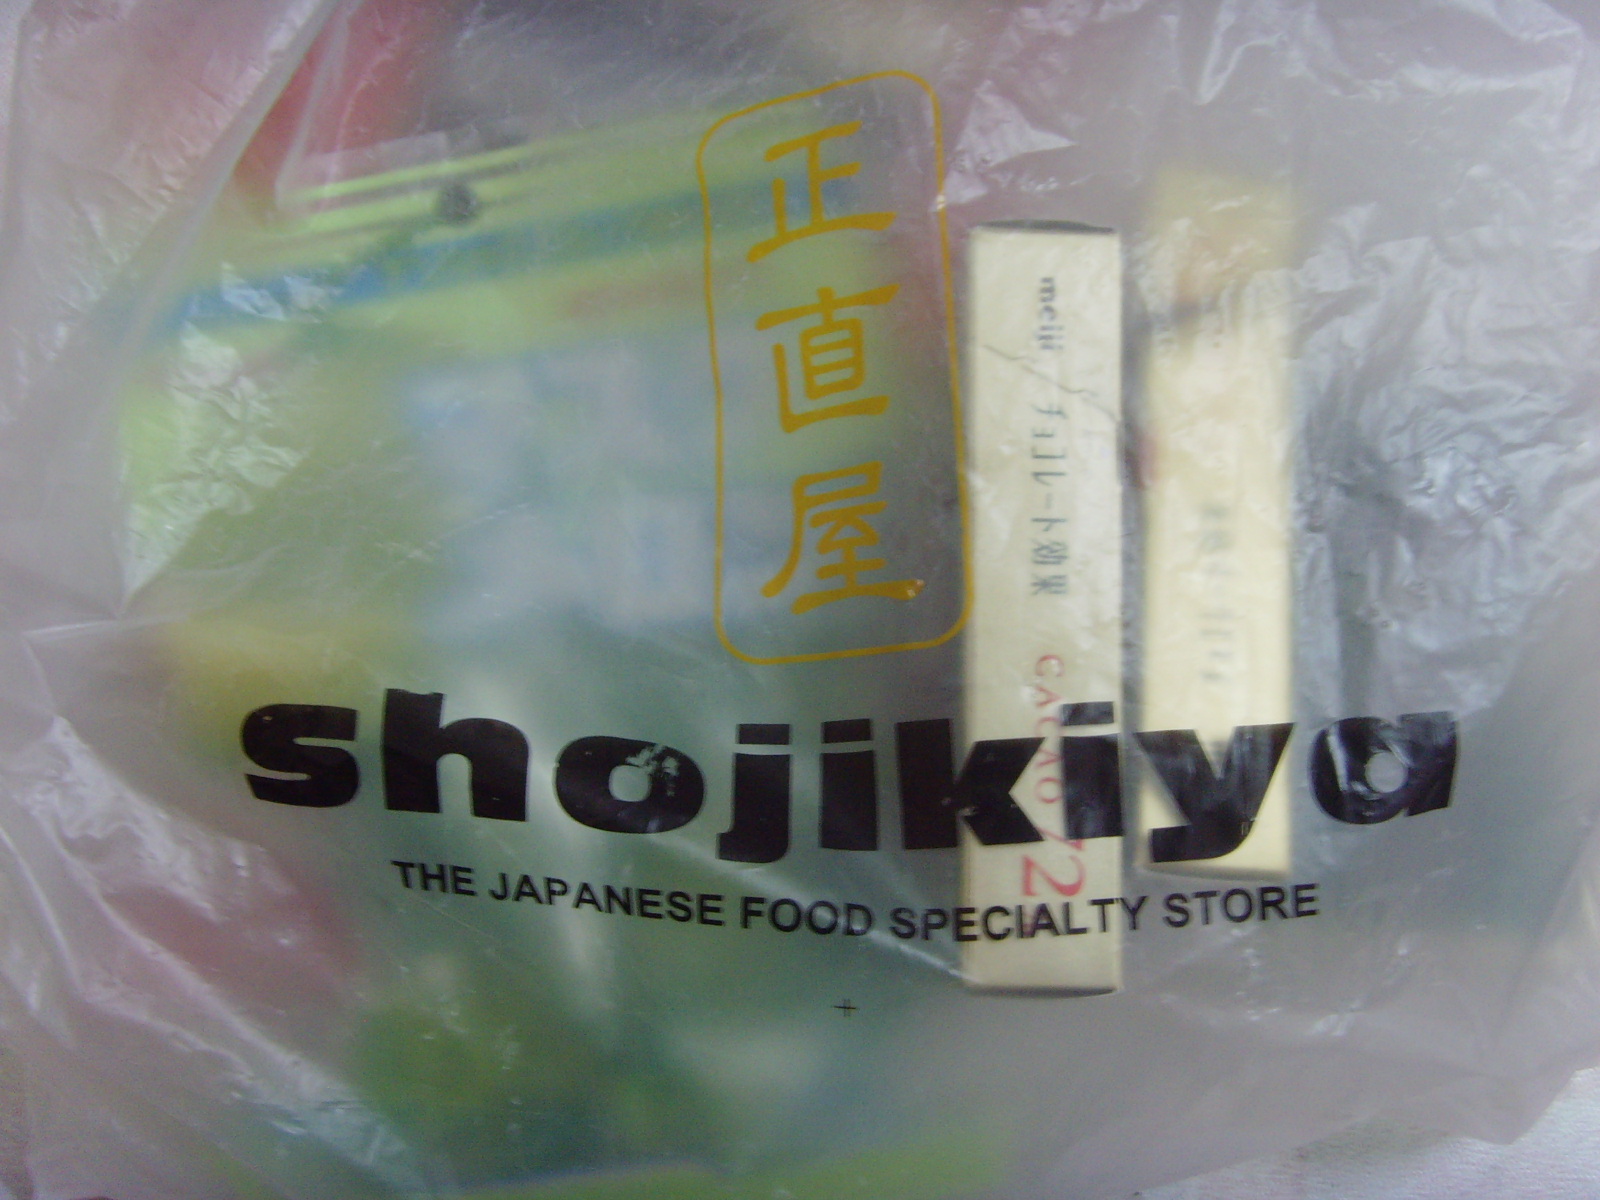 正直屋
meiji チョコレート効果 CACAO 72
shojikiya
THE JAPANESE FOOD SPECIALTY STORE